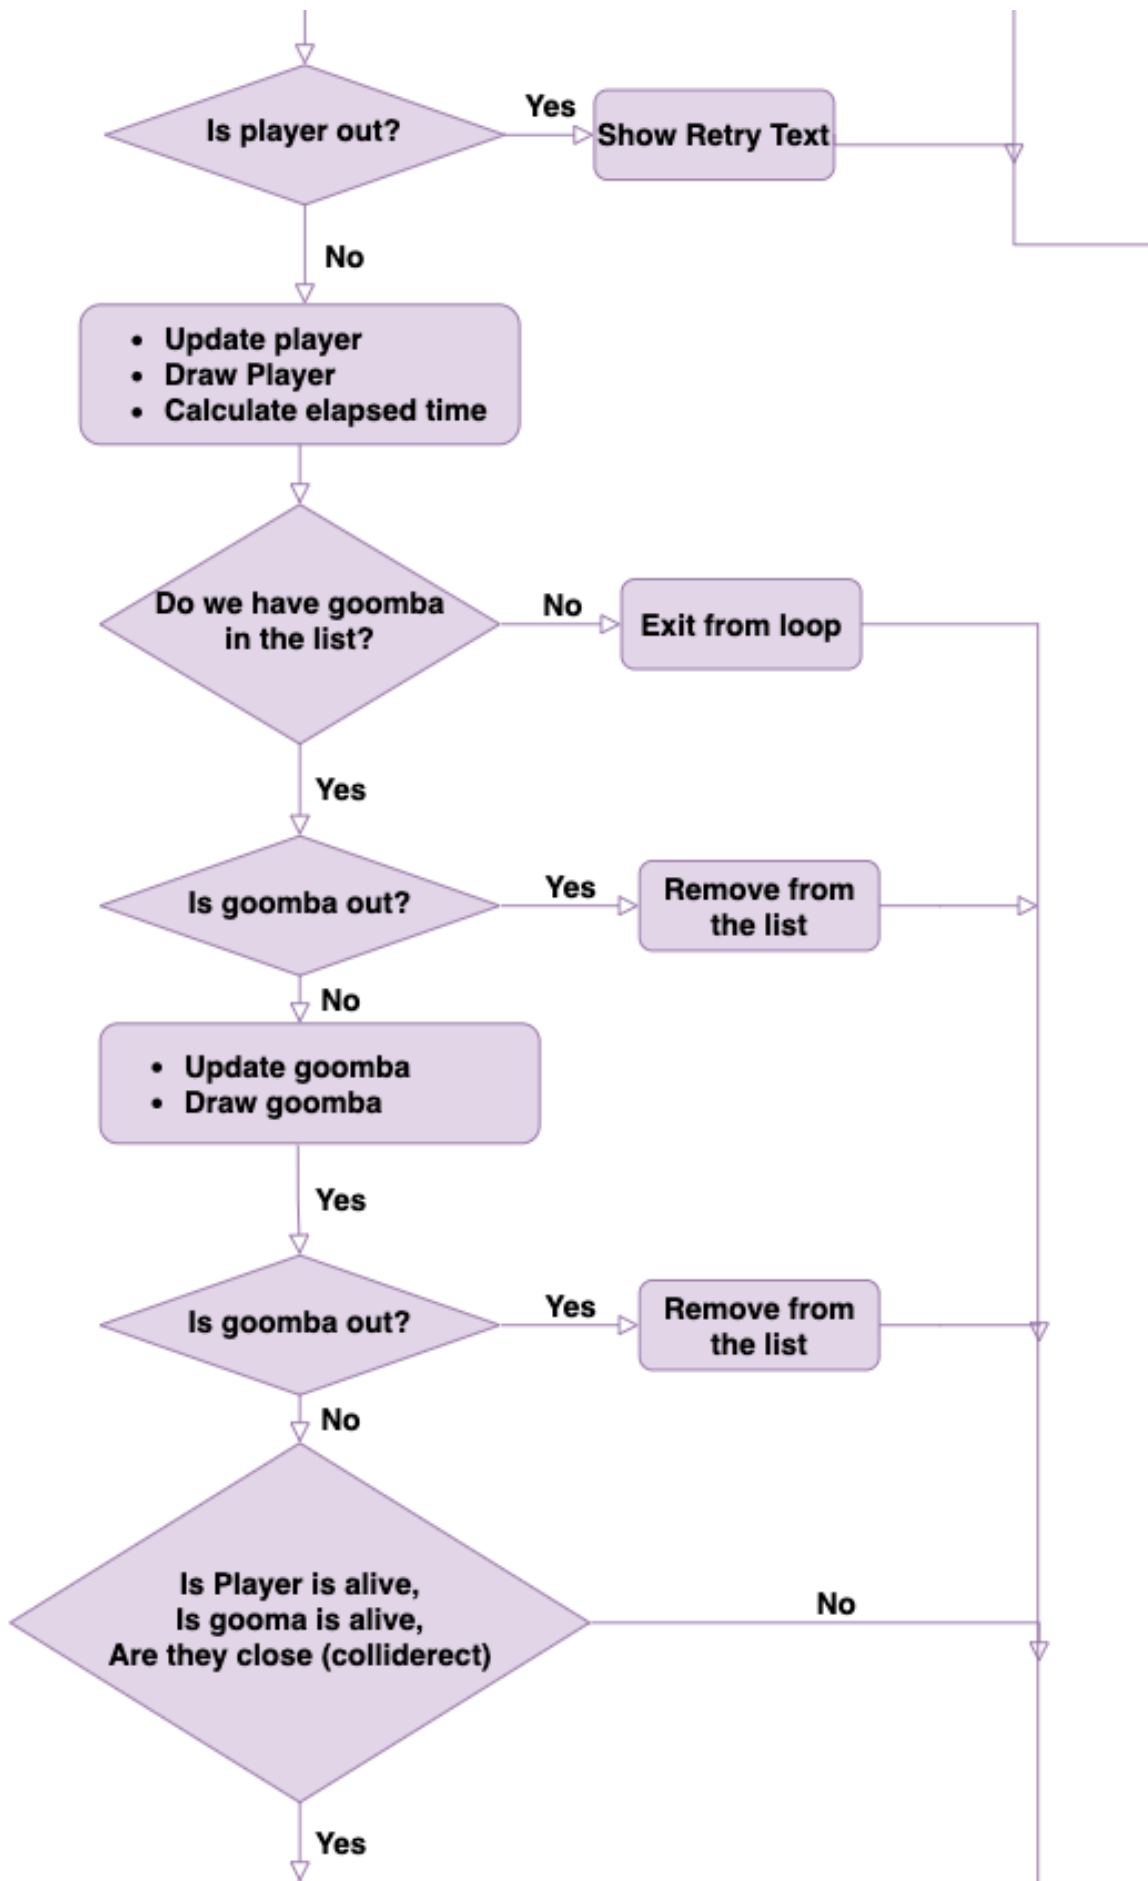 Is player out?
Yes
Show Retry Text
No
• Update player
• Draw Player
• Calculate elapsed time
Do we have goomba
in the list?
No
Exit from loop
Yes
Is goomba out?
Yes
Remove from
the list
No
• Update goomba
• Draw goomba
Yes
Is goomba out?
Yes
Remove from
the list
No
Is Player is alive,
Is gooma is alive,
Are they close (colliderect)
No
Yes